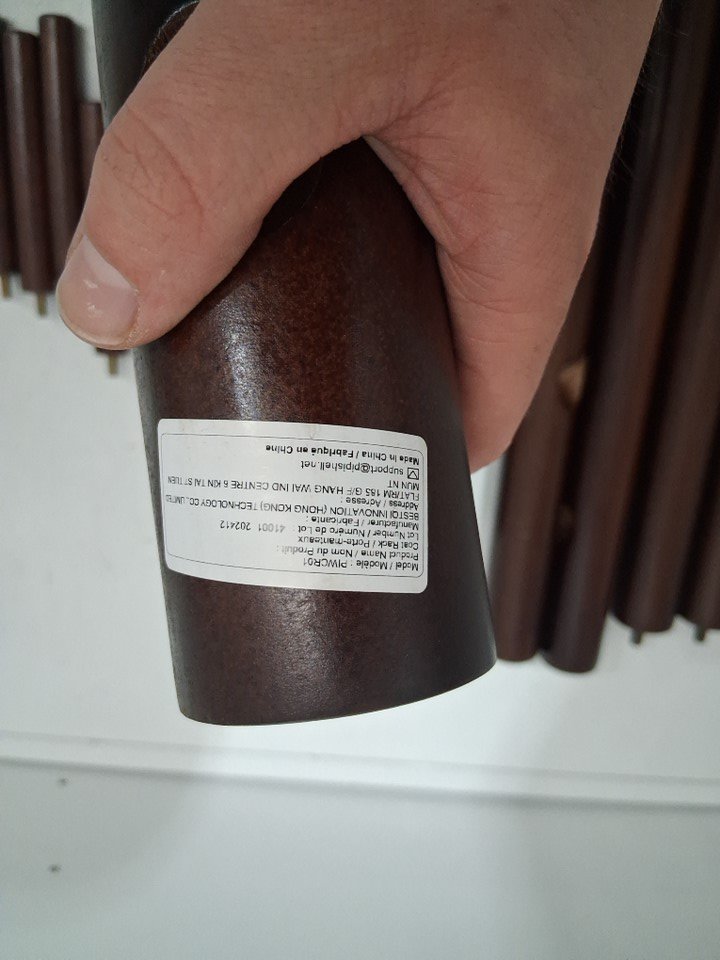 Model / Modèle : PIWCR01
Product Name / Nom du Produit :
Coat Rack / Porte-manteaux
Lot Number / Numéro de Lot : 41001 202412
Manufacturer / Fabricante :
BESTQI INNOVATION (HONG KONG) TECHNOLOGY CO., LIMITED
Address / Adresse :
FLAT/RM 185 G/F HANG WAI IND CENTRE 6 KIN TAI ST TUEN
MUN NT
support@pipishell.net
Made in China / Fabriqué en Chine